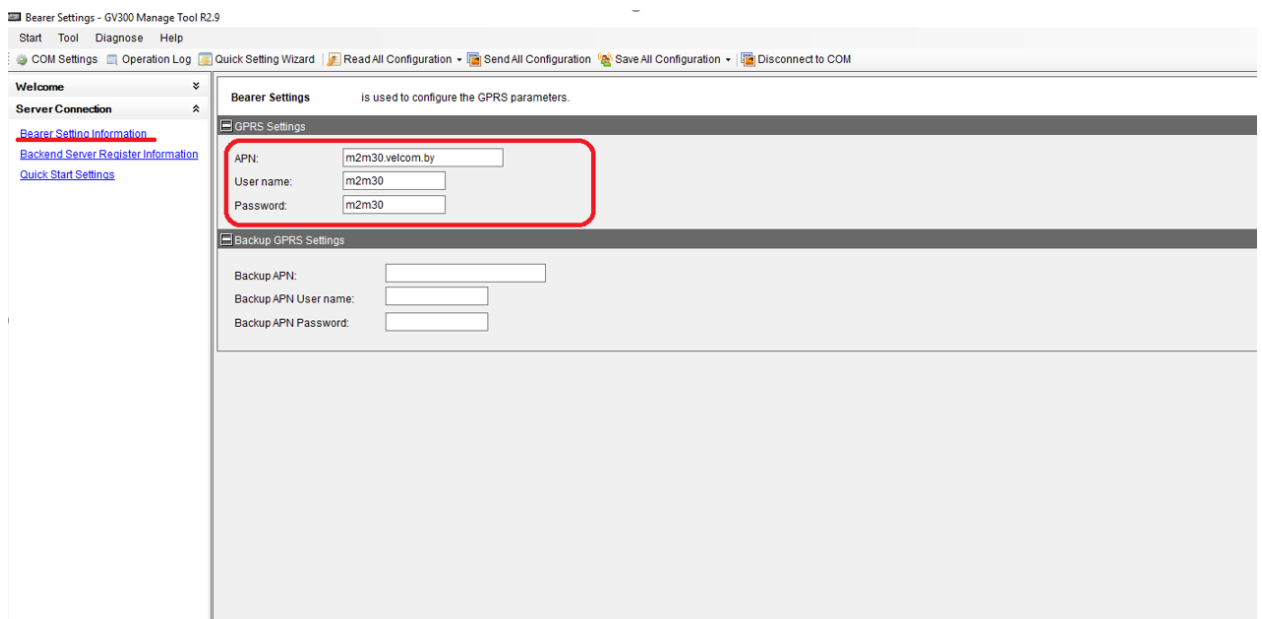 Bearer Settings - GV300 Manage Tool R2.9
Start Tool Diagnose Help
COM Settings Operation Log Quick Setting Wizard Read All Configuration Send All Configuration Save All Configuration Disconnect to COM
Welcome
Server Connection
Bearer Setting Information
Backend Server Register Information
Quick Start Settings
Bearer Settings is used to configure the GPRS parameters.
GPRS Settings
APN: m2m30.velcom.by
User name: m2m30
Password: m2m30
Backup GPRS Settings
Backup APN:
Backup APN User name:
Backup APN Password: